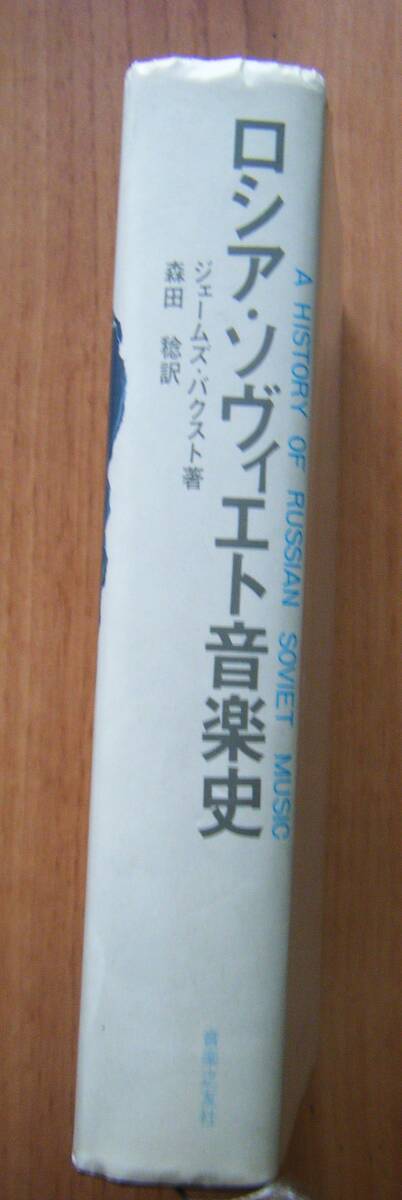 A HISTORY OF RUSSIAN SOVIET MUSIC
ロシア・ソヴィエト音楽史
ジェームズ・バクスト著
森田 稔訳
音楽之友社